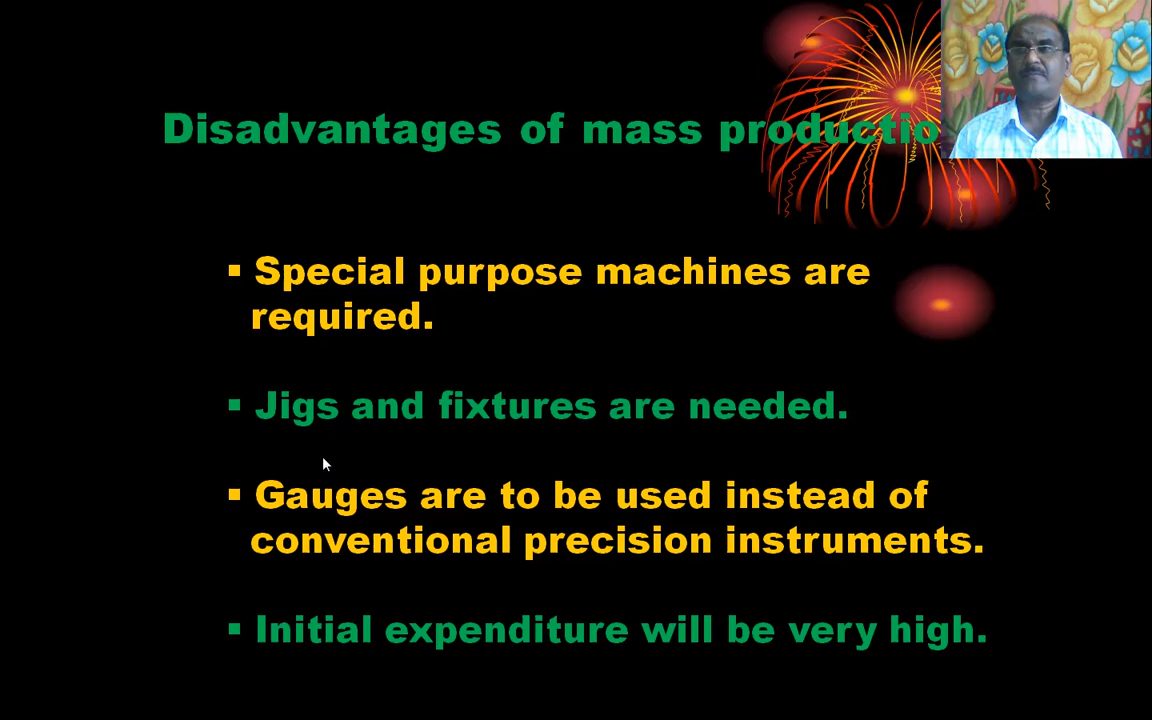 Disadvantages of mass productio
▪ Special purpose machines are
required.
▪ Jigs and fixtures are needed.
▪ Gauges are to be used instead of
conventional precision instruments.
▪ Initial expenditure will be very high.